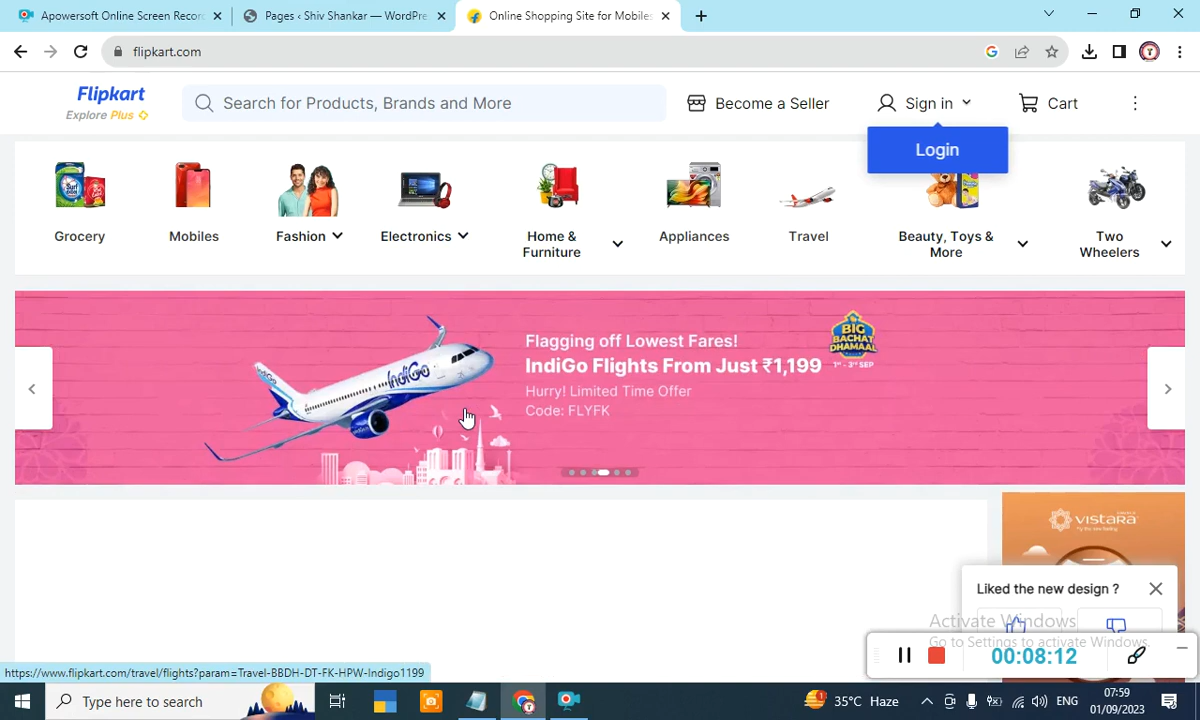 Apowersoft Online Screen Recor
Pages ‹ Shiv Shankar — WordPre
Online Shopping Site for Mobiles
flipkart.com
Flipkart
Explore Plus
Search for Products, Brands and More
Become a Seller
Sign in
Cart
Login
Grocery
Mobiles
Fashion
Electronics
Home &
Furniture
Appliances
Travel
Beauty, Toys &
More
Two
Wheelers
Flagging off Lowest Fares!
IndiGo Flights From Just ₹1,199
Hurry! Limited Time Offer
Code: FLYFK
BIG
BACHAT
DHAMAAL
1ST - 3RD SEP
IndiGo
VISTARA
Liked the new design ?
Activate Windows
Go to Settings to activate Windows.
00:08:12
https://www.flipkart.com/travel/flights?param=Travel-BBDH-DT-FK-HPW-Indigo1199
Type here to search
1
35°C Haze
ENG
07:59
01/09/2023